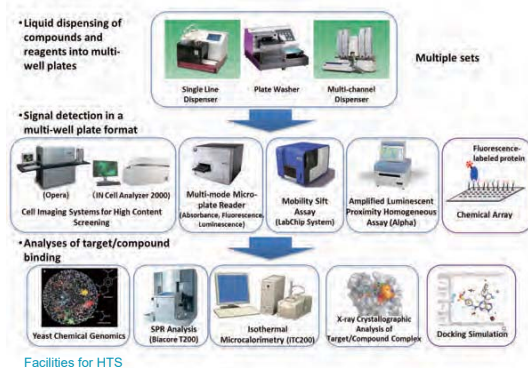 •Liquid dispensing of
compounds and
reagents into multi-
well plates
Single Line
Dispenser
Plate Washer
Multi-channel
Dispenser
Multiple sets
•Signal detection in a
multi-well plate format
(Opera)
(IN Cell Analyzer 2000)
Cell Imaging Systems for High Content
Screening
Multi-mode Micro-
plate Reader
(Absorbance, Fluorescence,
Luminescence)
Mobility Sift
Assay
(LabChip System)
Amplified Luminescent
Proximity Homogeneous
Assay (Alpha)
Fluorescence-
labeled protein
Chemical Array
•Analyses of target/compound
binding
Yeast Chemical Genomics
SPR Analysis
(Biacore T200)
Isothermal
Microcalorimetry (ITC200)
X-ray Crystallographic
Analysis of
Target/Compound Complex
Docking Simulation
Facilities for HTS